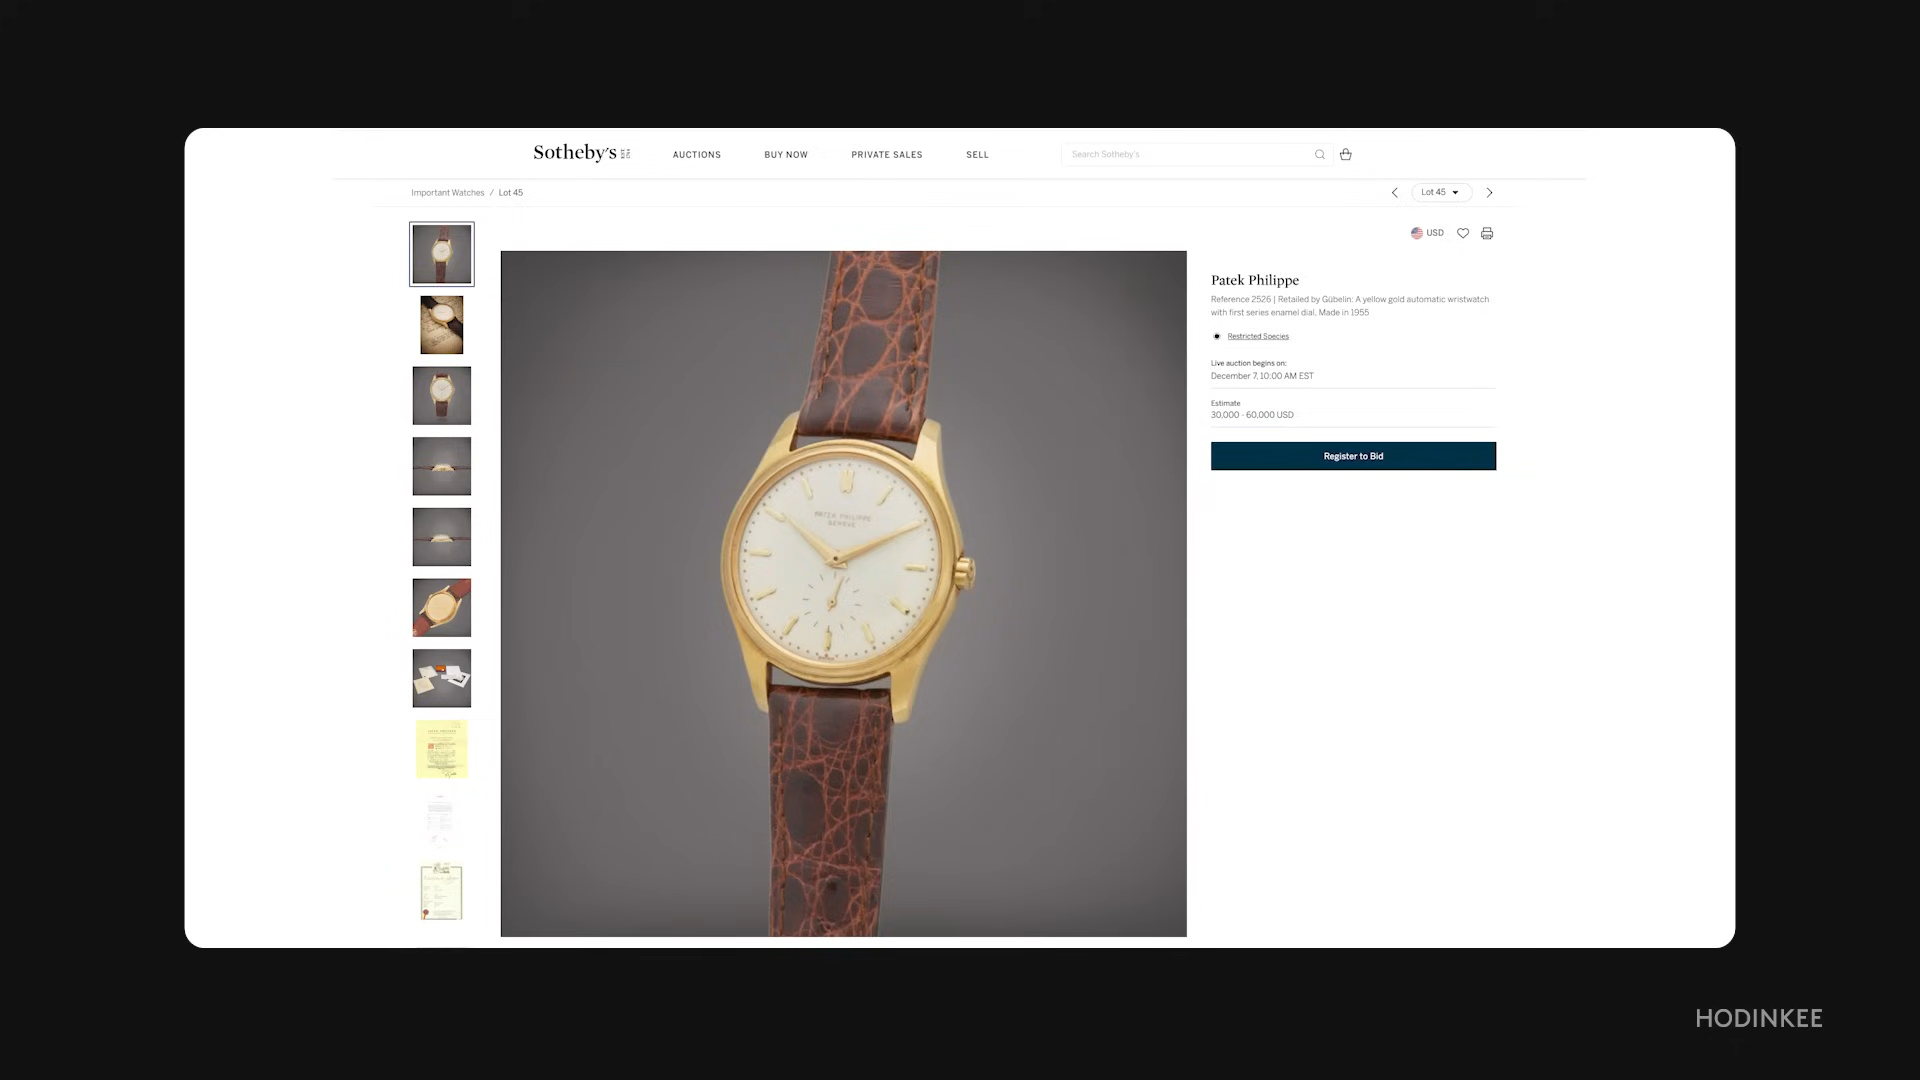 Sotheby's EST. 1744
AUCTIONS
BUY NOW
PRIVATE SALES
SELL
Search Sotheby's
Important Watches / Lot 45
Lot 45
USD
Patek Philippe
Reference 2526 | Retailed by Gübelin: A yellow gold automatic wristwatch
with first series enamel dial, Made in 1955
Restricted Species
Live auction begins on:
December 7, 10:00 AM EST
Estimate
30,000 - 60,000 USD
Register to Bid
PATEK PHILIPPE
GENEVE
HODINKEE